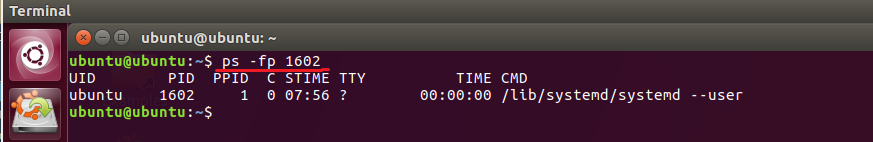 Terminal
ubuntu@ubuntu: ~
ubuntu@ubuntu:~$ ps -fp 1602
UID        PID  PPID  C STIME TTY          TIME CMD
ubuntu    1602     1  0 07:56 ?        00:00:00 /lib/systemd/systemd --user
ubuntu@ubuntu:~$